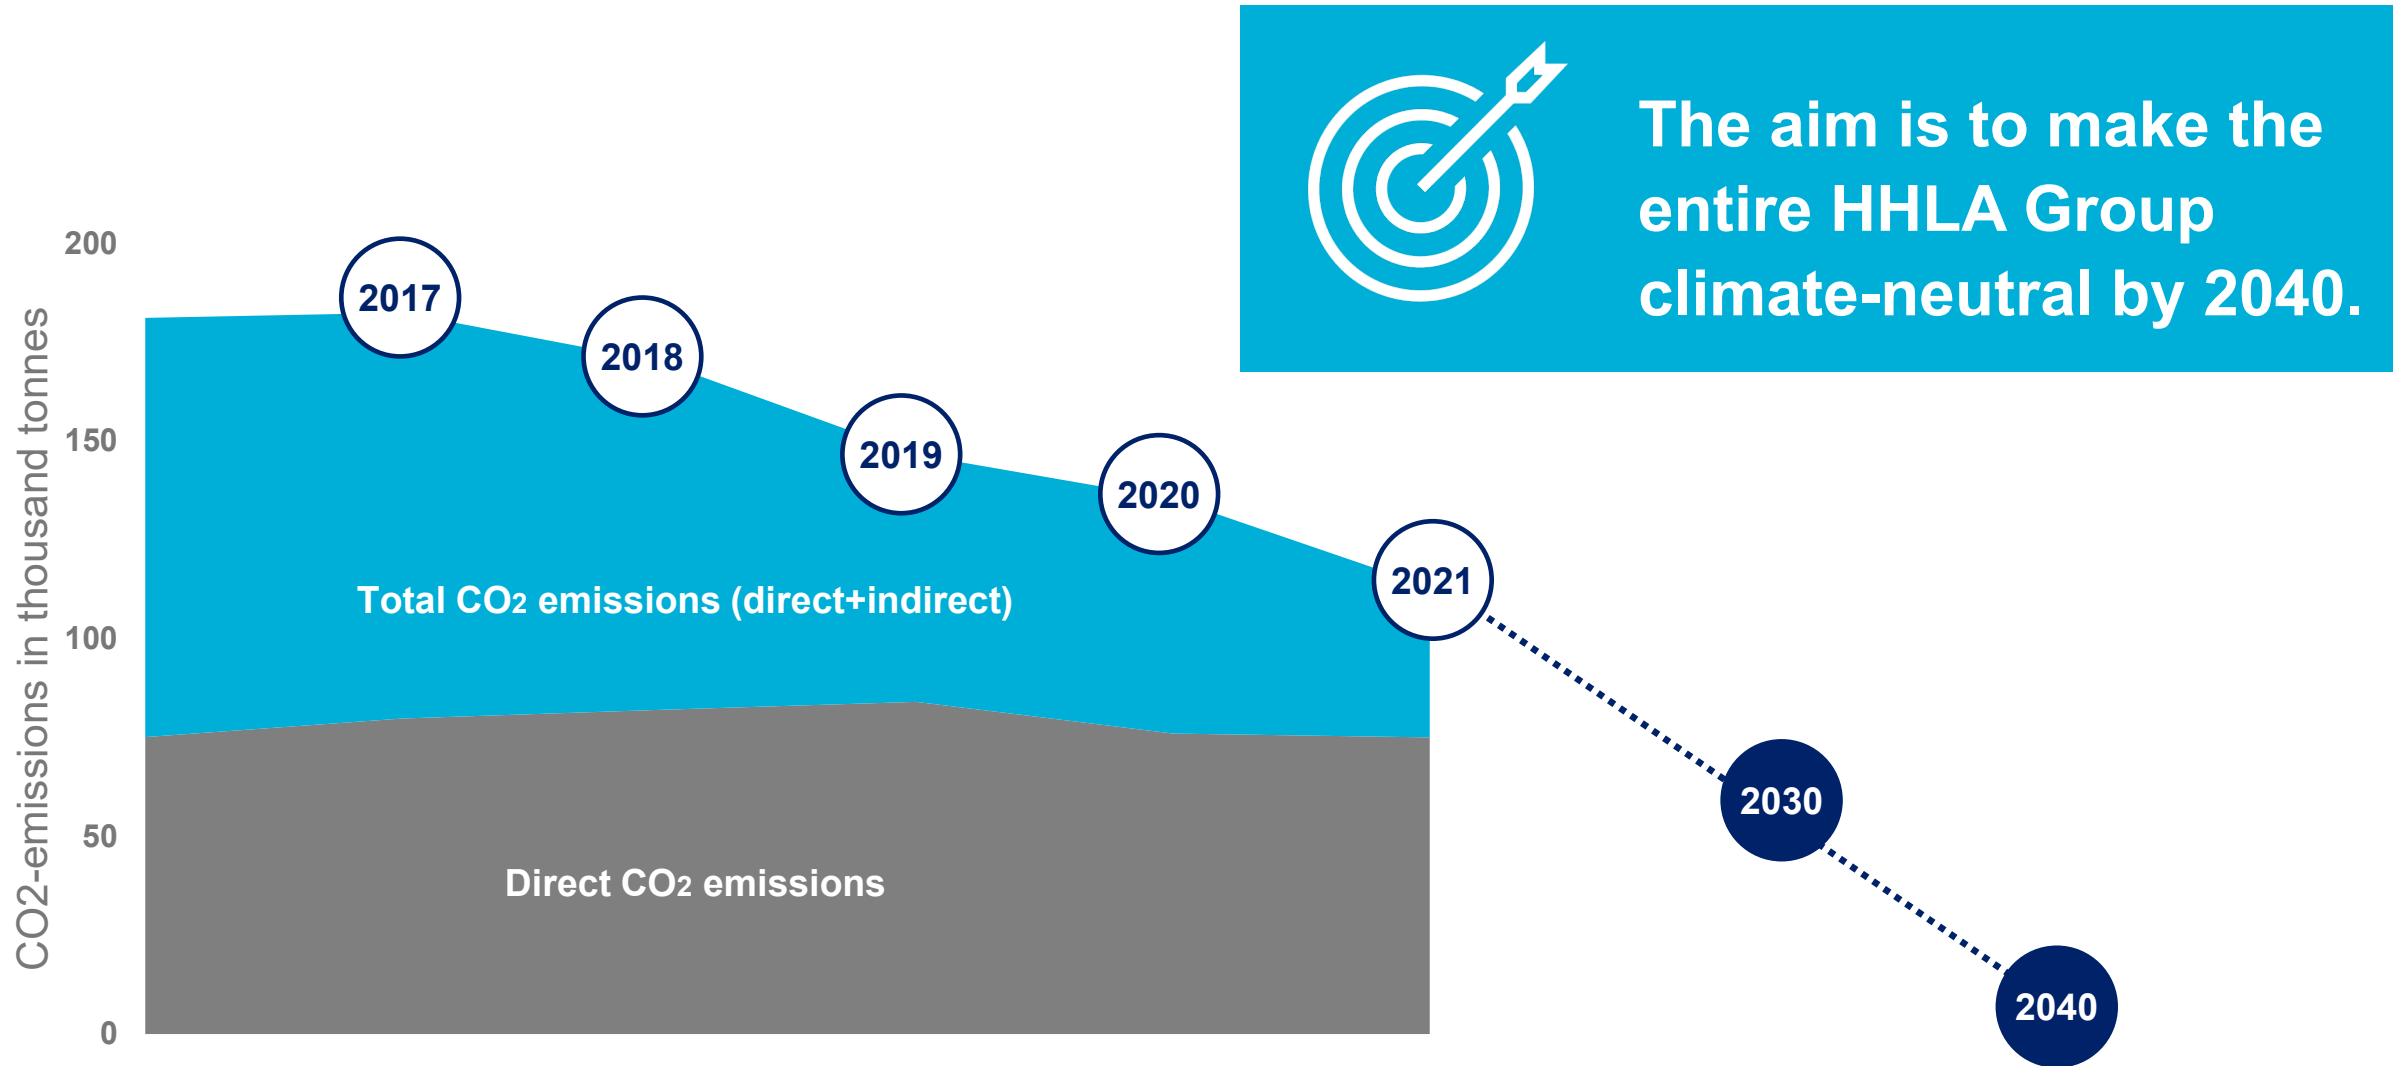 The aim is to make the
entire HHLA Group
climate-neutral by 2040.
CO2-emissions in thousand tonnes
200
150
100
50
0
2017
2018
2019
2020
2021
2030
2040
Total CO2 emissions (direct+indirect)
Direct CO2 emissions